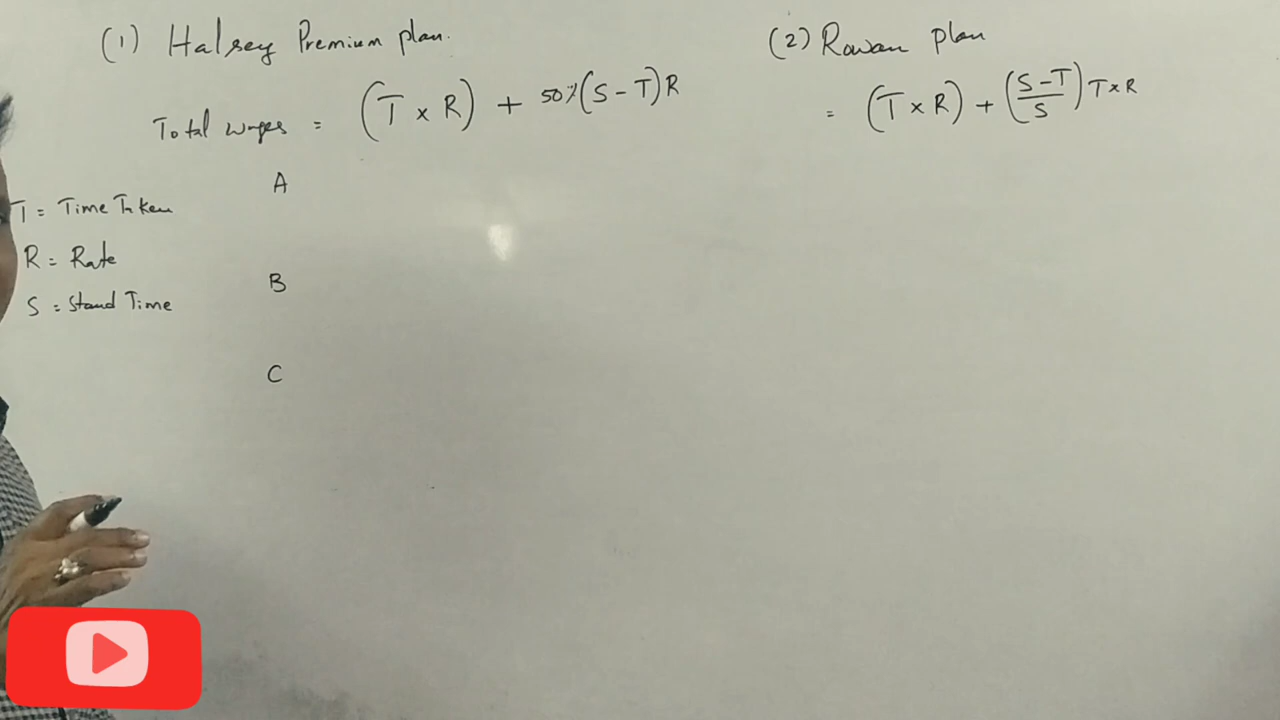 (1) Halsey Premium plan.
Total wages = (T × R) + 50%(S - T)R
A
T = Time Taken
R = Rate
B
S = Stand Time
C
(2) Rowan plan
= (T × R) + (S - T / S) T × R